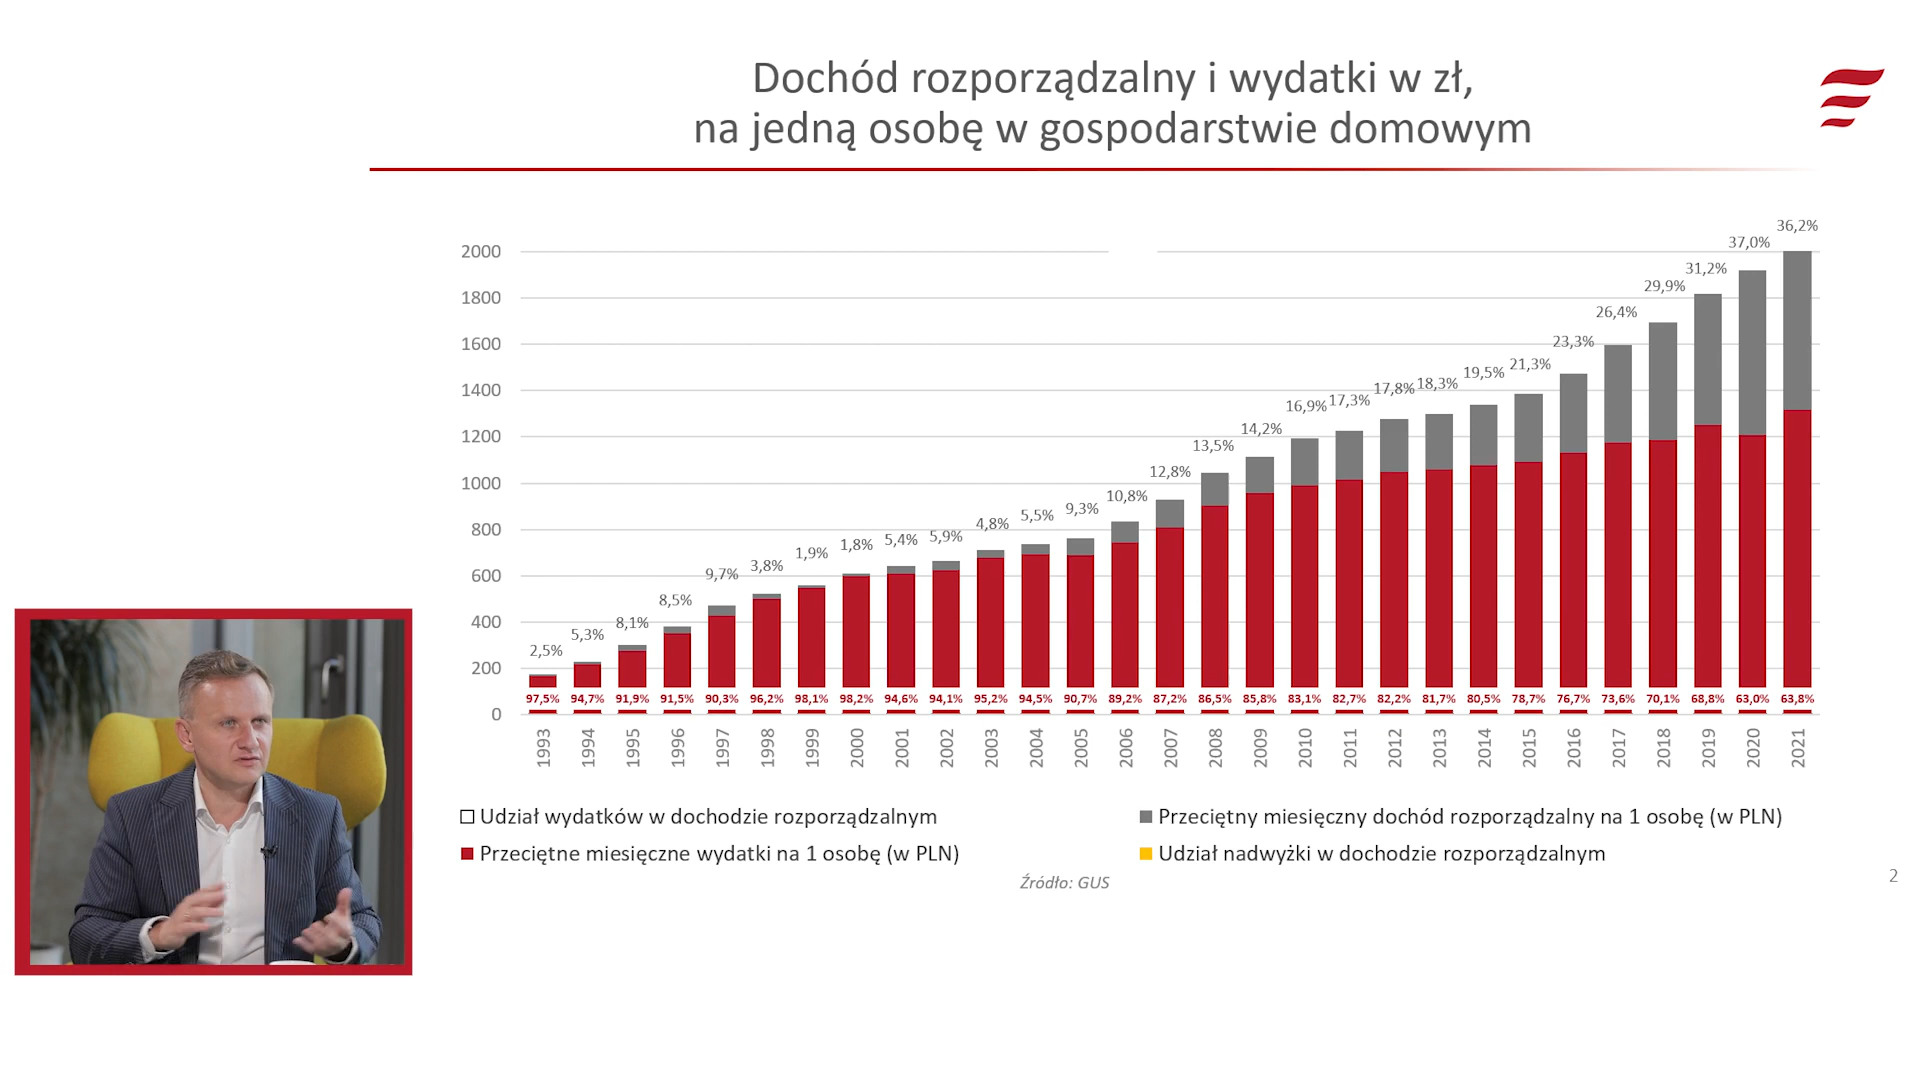 Dochód rozporządzalny i wydatki w zł,
na jedną osobę w gospodarstwie domowym
2000
1800
1600
1400
1200
1000
800
600
400
200
0
2,5% 5,3% 8,1% 8,5% 9,7% 3,8% 1,9% 1,8% 5,4% 5,9% 4,8% 5,5% 9,3% 10,8% 12,8% 13,5% 14,2% 16,9% 17,3% 17,8% 18,3% 19,5% 21,3% 23,3% 26,4% 29,9% 31,2% 37,0% 36,2%
97,5% 94,7% 91,9% 91,5% 90,3% 96,2% 98,1% 98,2% 94,6% 94,1% 95,2% 94,5% 90,7% 89,2% 87,2% 86,5% 85,8% 83,1% 82,7% 82,2% 81,7% 80,5% 78,7% 76,7% 73,6% 70,1% 68,8% 63,0% 63,8%
1993 1994 1995 1996 1997 1998 1999 2000 2001 2002 2003 2004 2005 2006 2007 2008 2009 2010 2011 2012 2013 2014 2015 2016 2017 2018 2019 2020 2021
Udział wydatków w dochodzie rozporządzalnym
Przeciętny miesięczny dochód rozporządzalny na 1 osobę (w PLN)
Przeciętne miesięczne wydatki na 1 osobę (w PLN)
Udział nadwyżki w dochodzie rozporządzalnym
Źródło: GUS
2